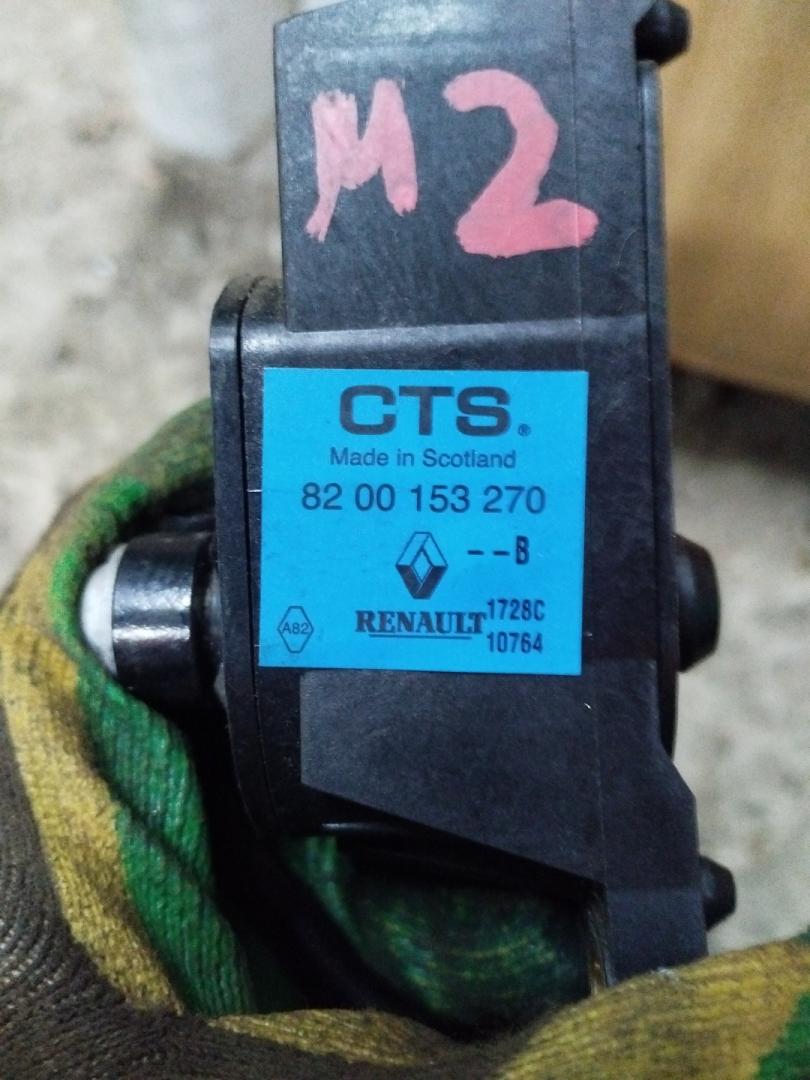 M2
CTS®
Made in Scotland
82 00 153 270
--B
A82
RENAULT
1728C
10764